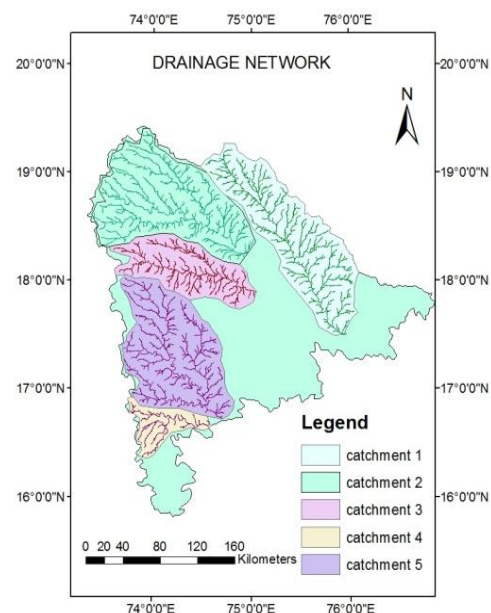 74°0'0"E 75°0'0"E 76°0'0"E
DRAINAGE NETWORK
N
20°0'0"N 20°0'0"N
19°0'0"N 19°0'0"N
18°0'0"N 18°0'0"N
17°0'0"N 17°0'0"N
16°0'0"N 16°0'0"N
Legend
catchment 1
catchment 2
catchment 3
catchment 4
catchment 5
0 20 40 80 120 160
Kilometers
74°0'0"E 75°0'0"E 76°0'0"E